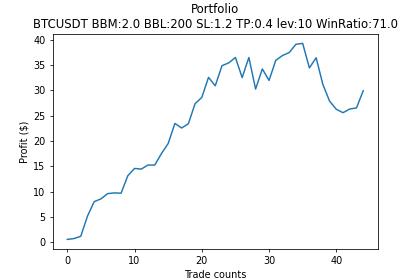 Portfolio
BTCUSDT BBM:2.0 BBL:200 SL:1.2 TP:0.4 lev:10 WinRatio:71.0
40
35
30
25
20
15
10
5
0
Profit ($)
0 10 20 30 40
Trade counts